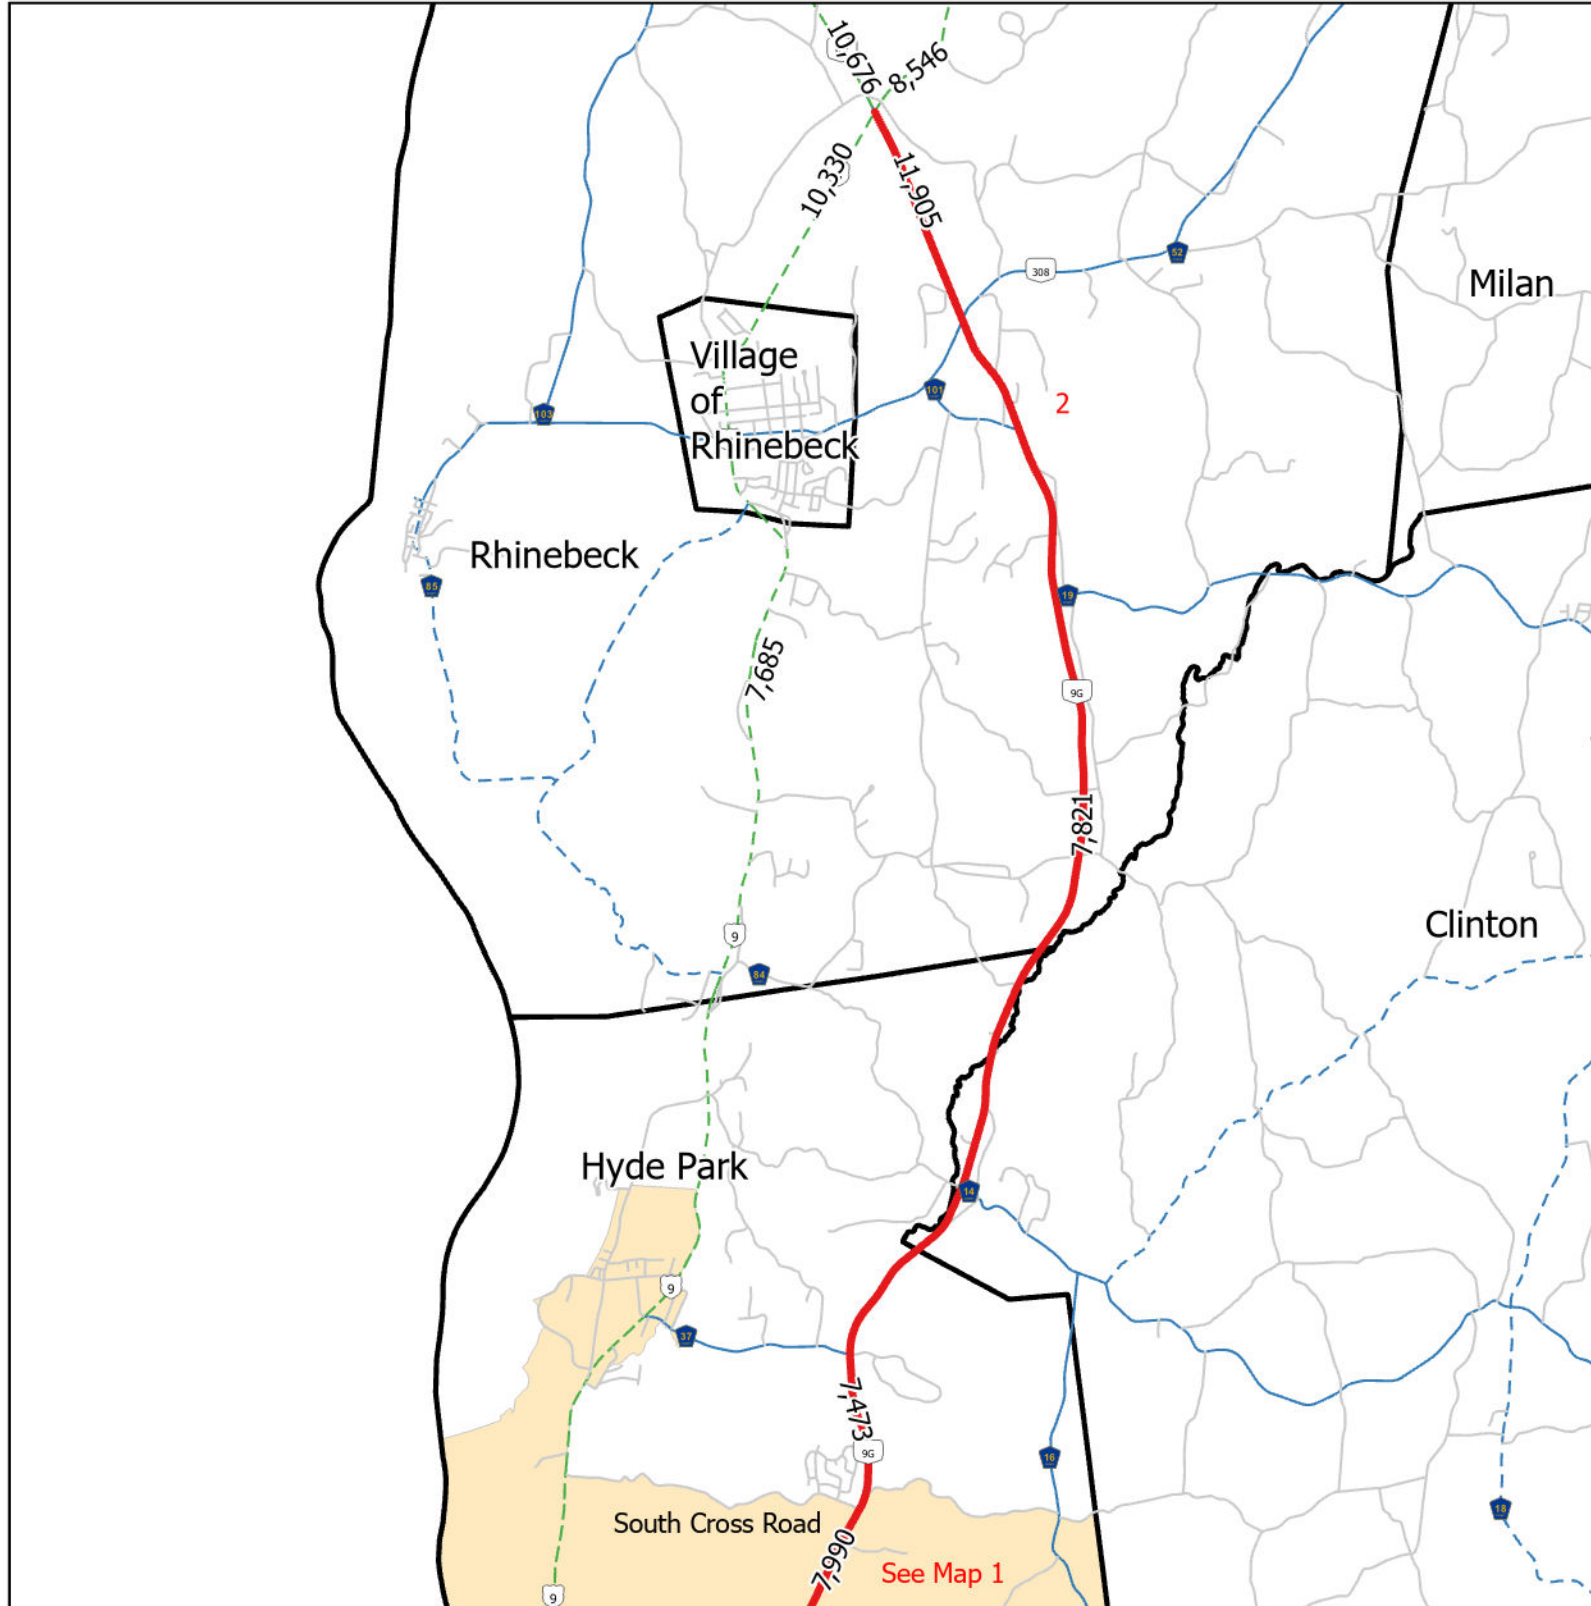 10,676
8,546
10,330
11,905
308
52
Milan
Village
of
Rhinebeck
101
2
103
Rhinebeck
85
19
7,685
9G
7,821
9
84
Clinton
14
Hyde Park
9
37
7,473
9G
16
18
South Cross Road
7,990
See Map 1
9